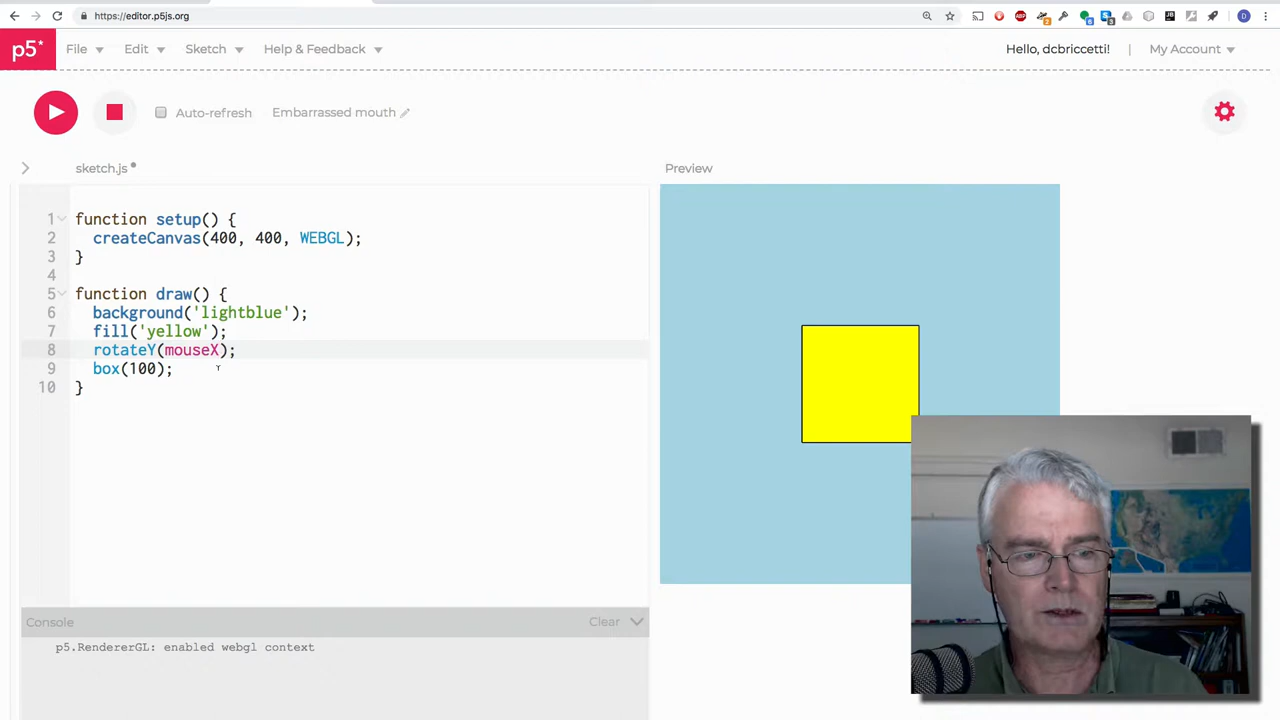 https://editor.p5js.org
p5* File Edit Sketch Help & Feedback Hello, dcbriccetti! | My Account
Auto-refresh Embarrassed mouth
sketch.js
Preview
1 function setup() {
2 createCanvas(400, 400, WEBGL);
3 }
4
5 function draw() {
6 background('lightblue');
7 fill('yellow');
8 rotateY(mouseX);
9 box(100);
10 }
Console Clear
p5.RendererGL: enabled webgl context